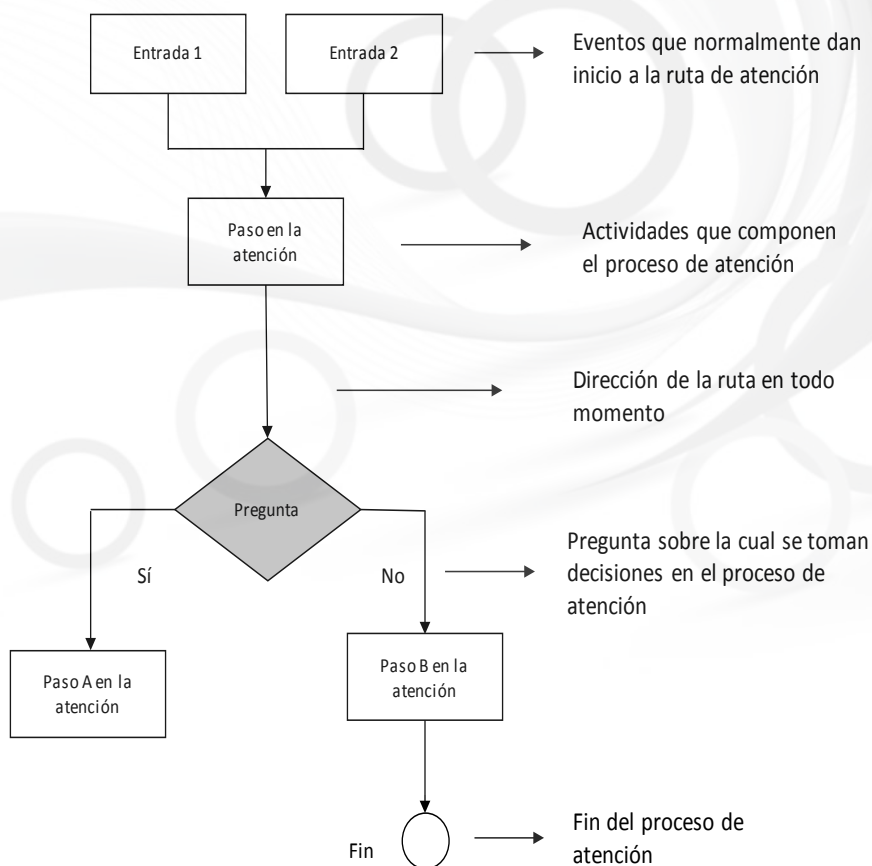 Entrada 1
Entrada 2
Eventos que normalmente dan
inicio a la ruta de atención
Paso en la
atención
Actividades que componen
el proceso de atención
Dirección de la ruta en todo
momento
Pregunta
Sí
No
Pregunta sobre la cual se toman
decisiones en el proceso de
atención
Paso A en la
atención
Paso B en la
atención
Fin
Fin del proceso de
atención